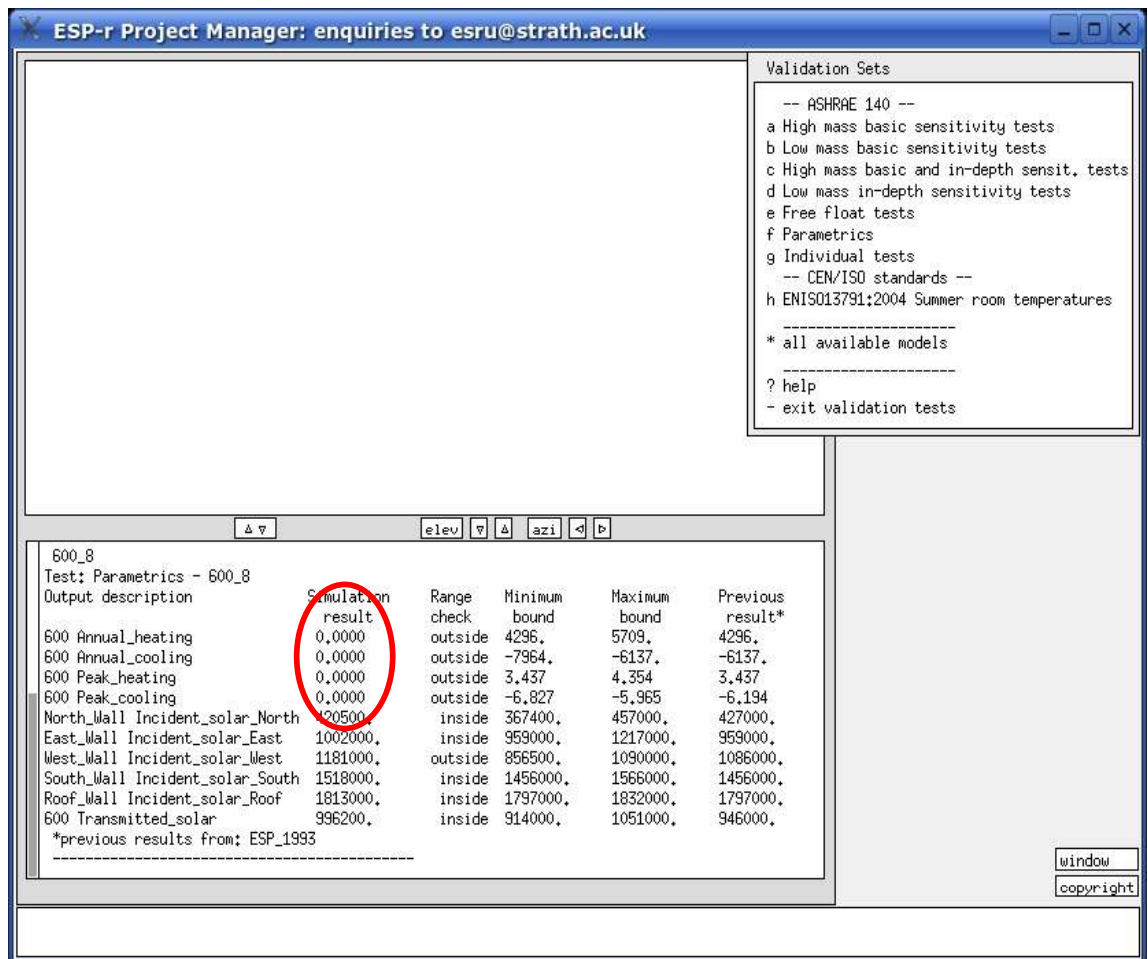 ESP-r Project Manager: enquiries to esru@strath.ac.uk
Validation Sets
-- ASHRAE 140 --
a High mass basic sensitivity tests
b Low mass basic sensitivity tests
c High mass basic and in-depth sensit. tests
d Low mass in-depth sensitivity tests
e Free float tests
f Parametrics
g Individual tests
-- CEN/ISO standards --
h ENISO13791:2004 Summer room temperatures
____________________
* all available models
____________________
? help
- exit validation tests
elev azi
600_8
Test: Parametrics - 600_8
Output description Simulation Range Minimum Maximum Previous
result check bound bound result*
600 Annual_heating 0.0000 outside 4296. 5709. 4296.
600 Annual_cooling 0.0000 outside -7964. -6137. -6137.
600 Peak_heating 0.0000 outside 3.437 4.354 3.437
600 Peak_cooling 0.0000 outside -6.827 -5.965 -6.194
North_Wall Incident_solar_North 420500. inside 367400. 457000. 427000.
East_Wall Incident_solar_East 1002000. inside 959000. 1217000. 959000.
West_Wall Incident_solar_West 1181000. outside 856500. 1090000. 1086000.
South_Wall Incident_solar_South 1518000. inside 1456000. 1566000. 1456000.
Roof_Wall Incident_solar_Roof 1813000. inside 1797000. 1832000. 1797000.
600 Transmitted_solar 996200. inside 914000. 1051000. 946000.
*previous results from: ESP_1993
------------------------------------------
window
copyright